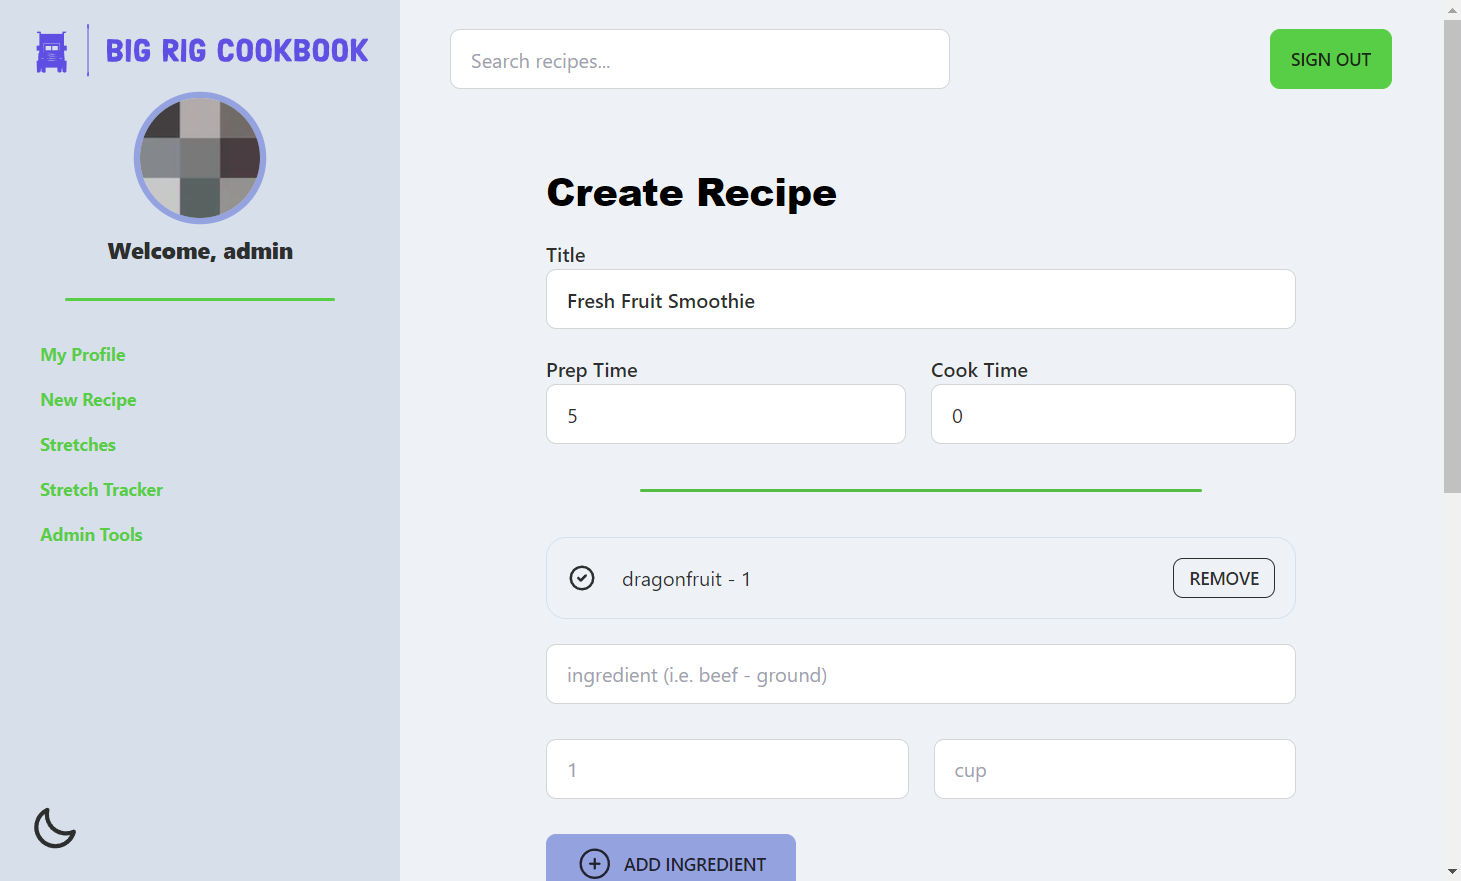 BIG RIG COOKBOOK
Welcome, admin
My Profile
New Recipe
Stretches
Stretch Tracker
Admin Tools
Search recipes...
SIGN OUT
Create Recipe
Title
Fresh Fruit Smoothie
Prep Time
Cook Time
5
0
dragonfruit - 1
REMOVE
ingredient (i.e. beef - ground)
1
cup
ADD INGREDIENT